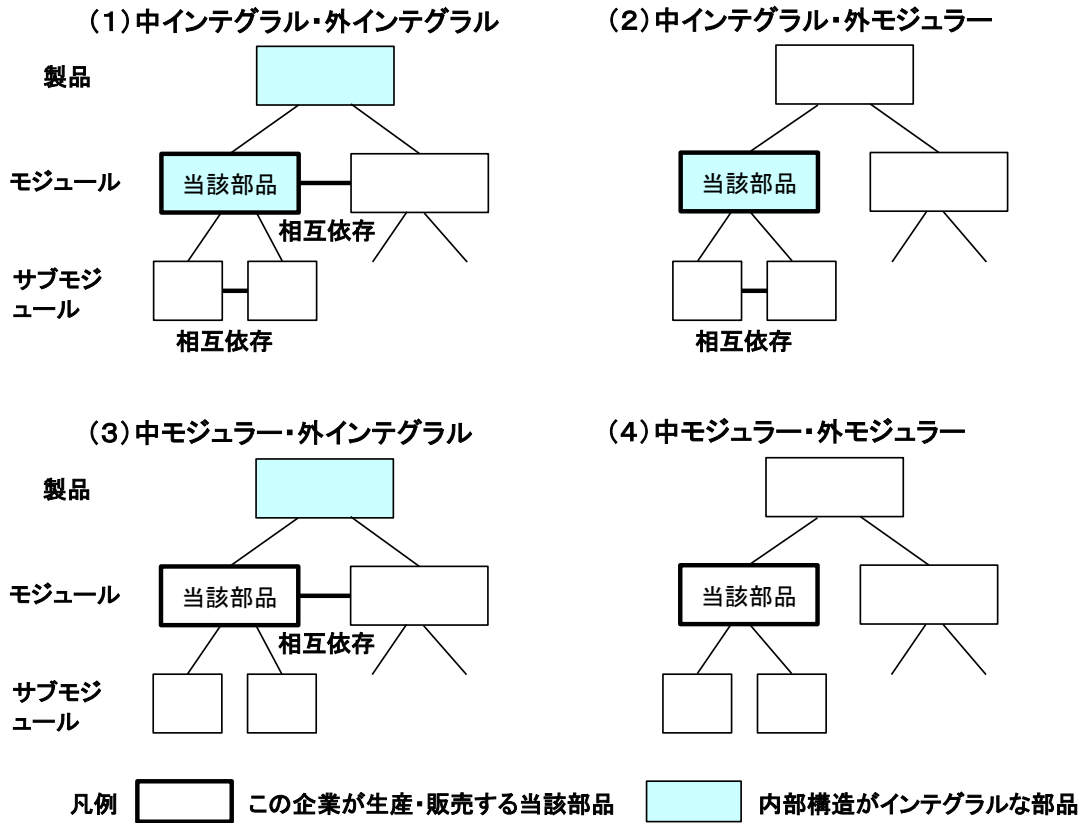 (1)中インテグラル・外インテグラル
製品
モジュール
当該部品
相互依存
サブモジ
ュール
相互依存
(2)中インテグラル・外モジュラー
当該部品
相互依存
(3)中モジュラー・外インテグラル
製品
モジュール
当該部品
相互依存
サブモジ
ュール
(4)中モジュラー・外モジュラー
当該部品
凡例
この企業が生産・販売する当該部品
内部構造がインテグラルな部品